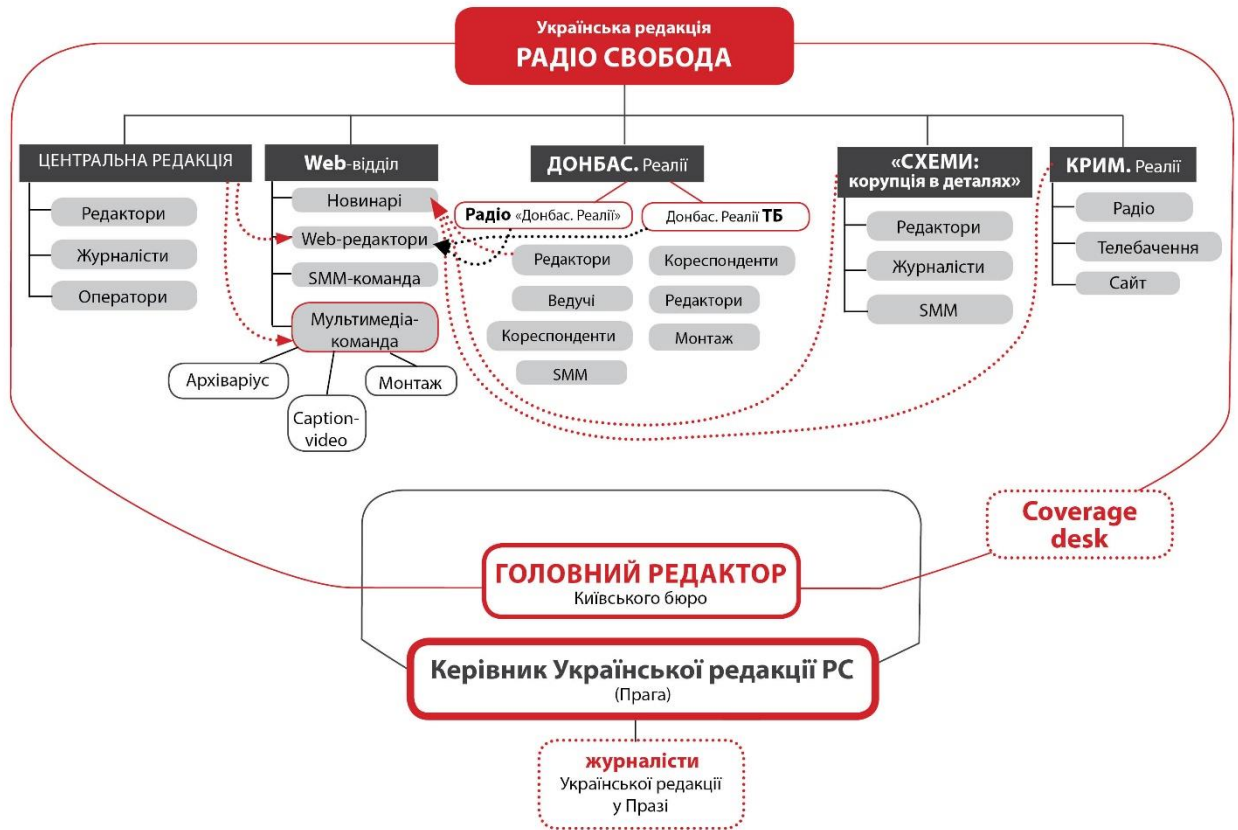 Українська редакція
РАДІО СВОБОДА
ЦЕНТРАЛЬНА РЕДАКЦІЯ
Редактори
Журналісти
Оператори
Web-відділ
Новинарі
Web-редактори
SMM-команда
Мультимедіа-
команда
Архіваріус
Caption-
video
Монтаж
ДОНБАС. Реалії
Радіо «Донбас. Реалії»
Редактори
Ведучі
Кореспонденти
SMM
Донбас. Реалії ТБ
Кореспонденти
Редактори
Монтаж
«СХЕМИ:
корупція в деталях»
Редактори
Журналісти
SMM
КРИМ. Реалії
Радіо
Телебачення
Сайт
Coverage
desk
ГОЛОВНИЙ РЕДАКТОР
Київського бюро
Керівник Української редакції РС
(Прага)
журналісти
Української редакції
у Празі